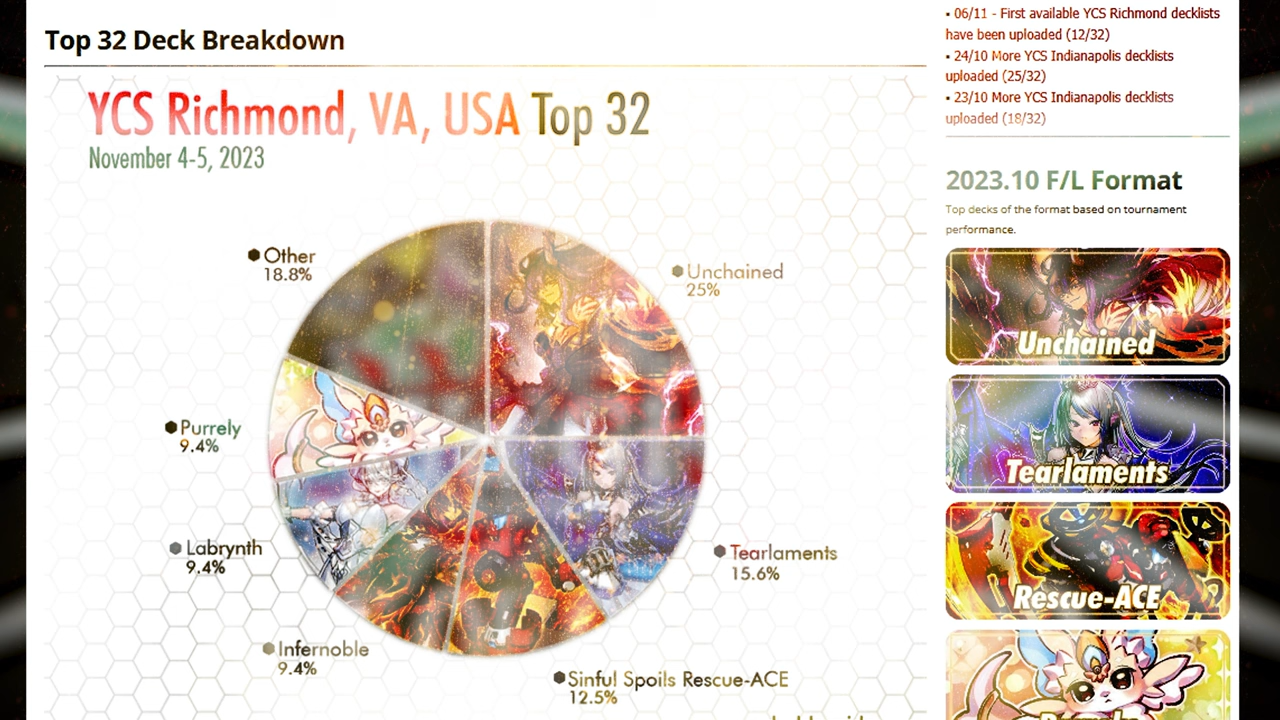 Top 32 Deck Breakdown
YCS Richmond, VA, USA Top 32
November 4-5, 2023
Other
18.8%
Unchained
25%
Purrely
9.4%
Labrynth
9.4%
Tearlaments
15.6%
Infernoble
9.4%
Sinful Spoils Rescue-ACE
12.5%
▪ 06/11 - First available YCS Richmond decklists
have been uploaded (12/32)
▪ 24/10 More YCS Indianapolis decklists
uploaded (25/32)
▪ 23/10 More YCS Indianapolis decklists
uploaded (18/32)
2023.10 F/L Format
Top decks of the format based on tournament
performance.
Unchained
Tearlaments
Rescue-ACE